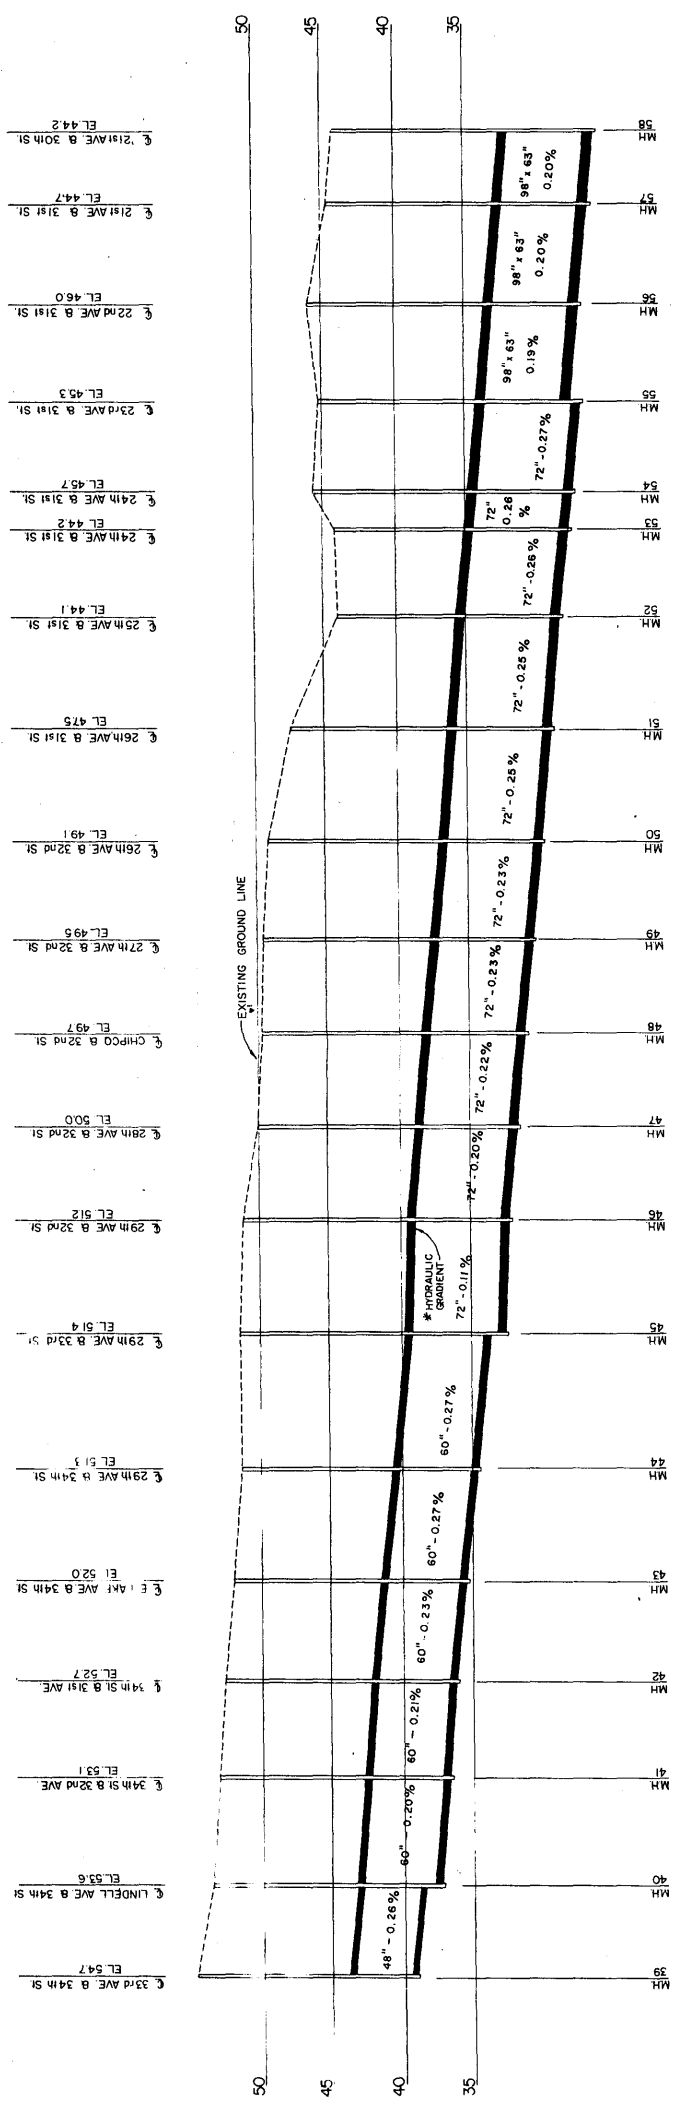 50
45
40
35
℄ 21st AVE. & 30th St.
EL. 44.2
MH
58
98" x 63"
0.20%
℄ 21st AVE. & 31st St.
EL. 44.7
MH
57
98" x 63"
0.20%
℄ 22nd AVE. & 31st St.
EL. 46.0
MH
56
98" x 63"
0.19%
℄ 23rd AVE. & 31st St.
EL. 45.3
MH
55
72" - 0.27%
℄ 24th AVE. & 31st St.
EL. 45.7
MH
54
72"
0.26
%
℄ 24th AVE. & 31st St.
EL. 44.2
MH.
53
72" - 0.26%
℄ 25th AVE. & 31st St.
EL. 44.1
MH.
52
72" - 0.25%
℄ 26th AVE. & 31st St.
EL. 47.5
MH
51
72" - 0.25%
℄ 26th AVE. & 32nd St.
EL. 49.1
MH
50
72" - 0.23%
℄ 27th AVE. & 32nd St.
EL. 49.5
MH
49
72" - 0.23%
EXISTING GROUND LINE
℄ CHIPCO & 32nd St.
EL. 49.7
MH
48
72" - 0.22%
℄ 28th AVE. & 32nd St.
EL. 50.0
MH
47
72" - 0.20%
℄ 29th AVE. & 32nd St
EL. 51.2
MH
46
* HYDRAULIC
GRADIENT
72" - 0.11%
℄ 29th AVE. & 33rd St
EL. 51.4
MH
45
60" - 0.27%
℄ 29th AVE. & 34th St.
EL. 51.3
MH
44
60" - 0.27%
AVE. & 34th St.
52.0
MH
43
60" - 0.23%
℄ 34th St. & 31st AVE.
EL. 52.7
MH
42
60" - 0.21%
℄ 34th St. & 32nd AVE.
EL. 53.1
MH
41
60" - 0.20%
℄ LINDELL AVE. & 34th St
EL. 53.6
MH
40
48" - 0.26%
℄ 33rd AVE. & 34th St
EL. 54.7
MH
39
50
45
40
35